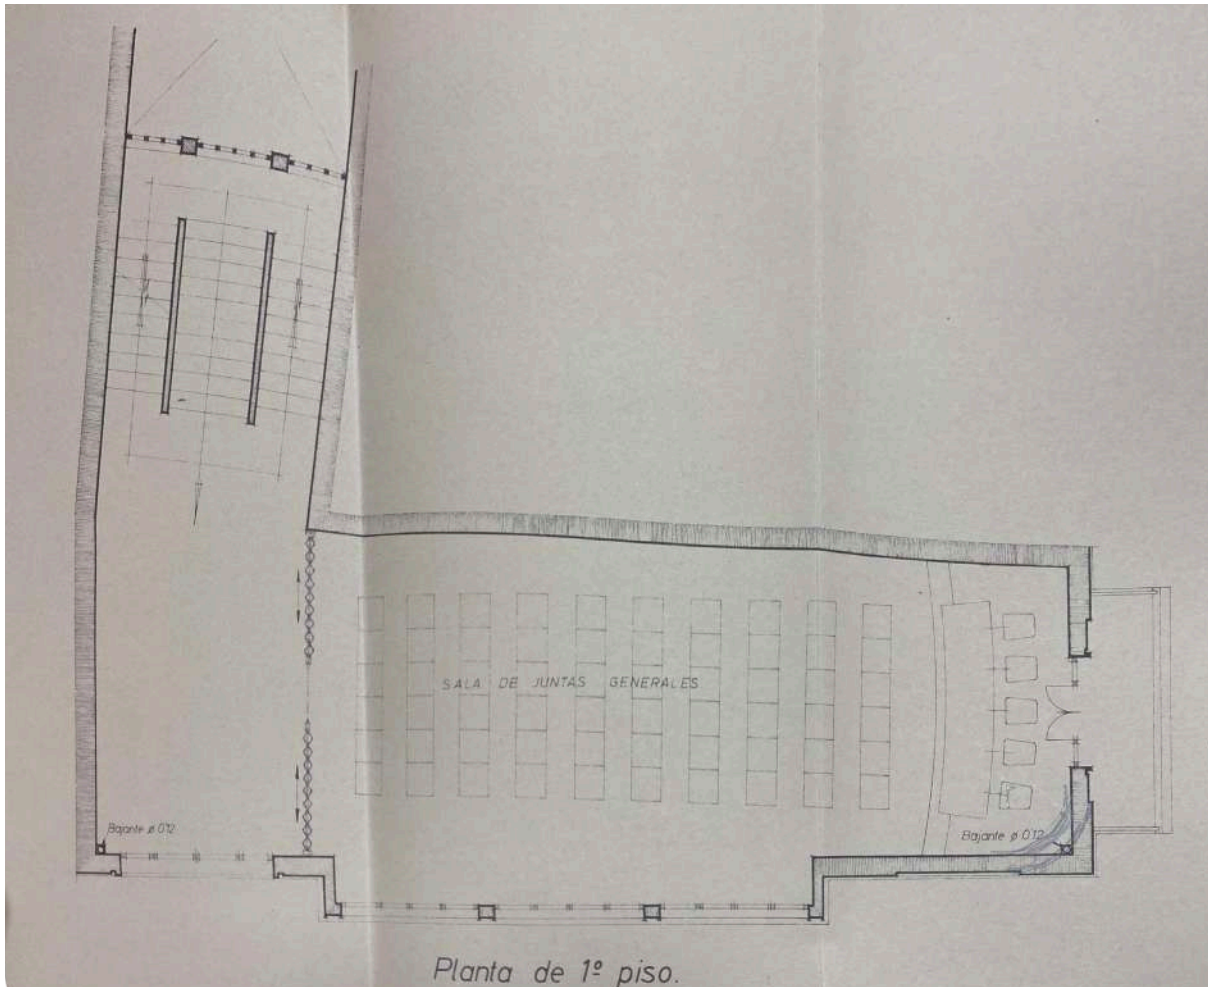 SALA DE JUNTAS GENERALES
Bajante ø 0'12
Bajante ø 0'12
Planta de 1º piso.